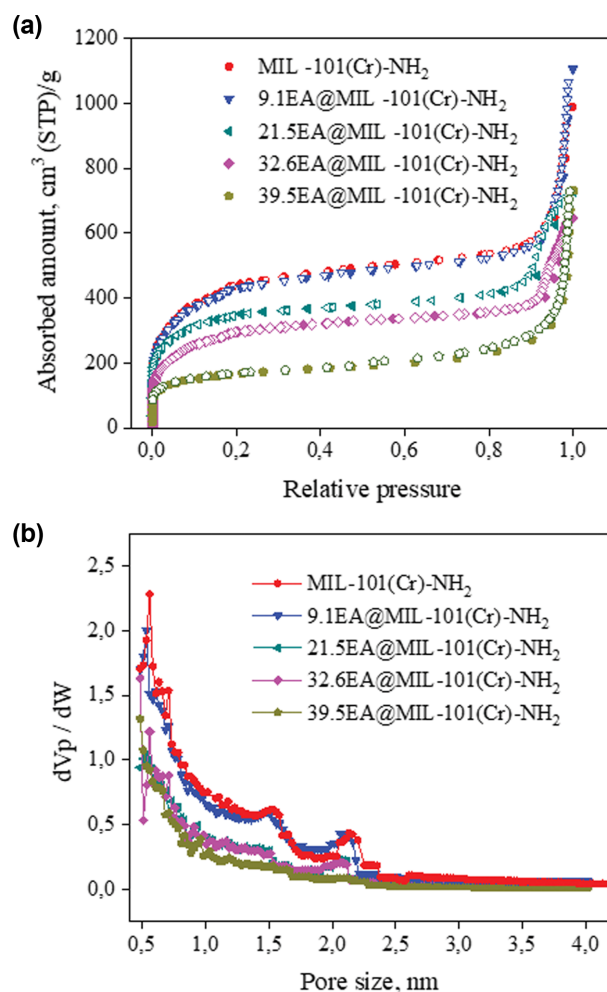 (a)
1200
1000
800
600
400
200
0
Absorbed amount, cm³ (STP)/g
MIL -101(Cr)-NH₂
9.1EA@MIL -101(Cr)-NH₂
21.5EA@MIL -101(Cr)-NH₂
32.6EA@MIL -101(Cr)-NH₂
39.5EA@MIL -101(Cr)-NH₂
0,0 0,2 0,4 0,6 0,8 1,0
Relative pressure
(b)
2,5
2,0
1,5
1,0
0,5
0,0
dVp / dW
MIL-101(Cr)-NH₂
9.1EA@MIL-101(Cr)-NH₂
21.5EA@MIL-101(Cr)-NH₂
32.6EA@MIL-101(Cr)-NH₂
39.5EA@MIL-101(Cr)-NH₂
0,5 1,0 1,5 2,0 2,5 3,0 3,5 4,0
Pore size, nm